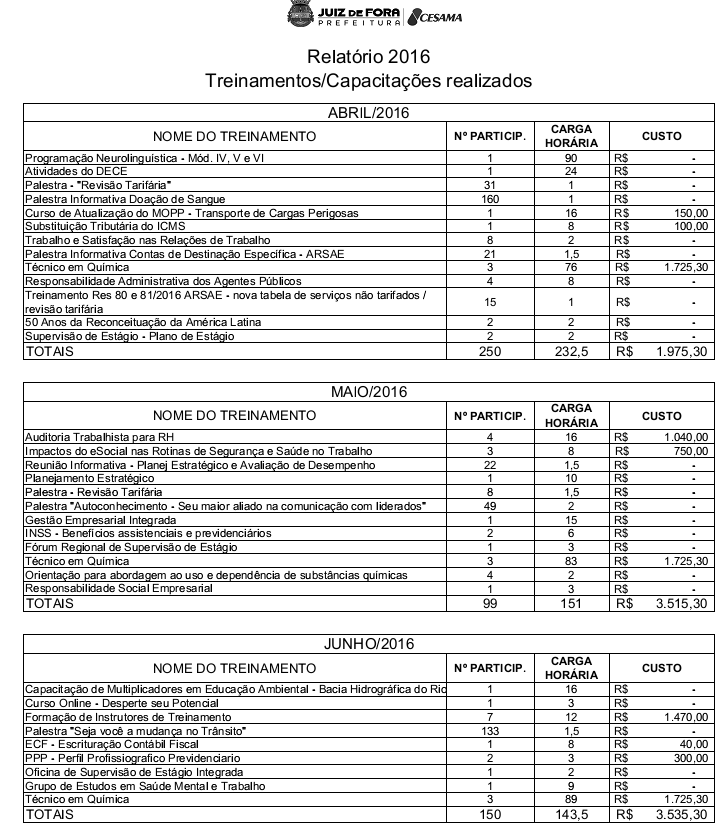 JUIZ DE FORA
PREFEITURA
CESAMA
Relatório 2016
Treinamentos/Capacitações realizados
ABRIL/2016
NOME DO TREINAMENTO Nº PARTICIP. CARGA HORÁRIA CUSTO
Programação Neurolinguística - Mód. IV, V e VI 1 90 R$ -
Atividades do DECE 1 24 R$ -
Palestra - "Revisão Tarifária" 31 1 R$ -
Palestra Informativa Doação de Sangue 160 1 R$ -
Curso de Atualização do MOPP - Transporte de Cargas Perigosas 1 16 R$ 150,00
Substituição Tributária do ICMS 1 8 R$ 100,00
Trabalho e Satisfação nas Relações de Trabalho 8 2 R$ -
Palestra Informativa Contas de Destinação Específica - ARSAE 21 1,5 R$ -
Técnico em Química 3 76 R$ 1.725,30
Responsabilidade Administrativa dos Agentes Públicos 4 8 R$ -
Treinamento Res 80 e 81/2016 ARSAE - nova tabela de serviços não tarifados /
revisão tarifária 15 1 R$ -
50 Anos da Reconceituação da América Latina 2 2 R$ -
Supervisão de Estágio - Plano de Estágio 2 2 R$ -
TOTAIS 250 232,5 R$ 1.975,30
MAIO/2016
NOME DO TREINAMENTO Nº PARTICIP. CARGA HORÁRIA CUSTO
Auditoria Trabalhista para RH 4 16 R$ 1.040,00
Impactos do eSocial nas Rotinas de Segurança e Saúde no Trabalho 3 8 R$ 750,00
Reunião Informativa - Planej Estratégico e Avaliação de Desempenho 22 1,5 R$ -
Planejamento Estratégico 1 10 R$ -
Palestra - Revisão Tarifária 8 1,5 R$ -
Palestra "Autoconhecimento - Seu maior aliado na comunicação com liderados" 49 2 R$ -
Gestão Empresarial Integrada 1 15 R$ -
INSS - Benefícios assistenciais e previdenciários 2 6 R$ -
Fórum Regional de Supervisão de Estágio 1 3 R$ -
Técnico em Química 3 83 R$ 1.725,30
Orientação para abordagem ao uso e dependência de substâncias químicas 4 2 R$ -
Responsabilidade Social Empresarial 1 3 R$ -
TOTAIS 99 151 R$ 3.515,30
JUNHO/2016
NOME DO TREINAMENTO Nº PARTICIP. CARGA HORÁRIA CUSTO
Capacitação de Multiplicadores em Educação Ambiental - Bacia Hidrográfica do Rio 1 16 R$ -
Curso Online - Desperte seu Potencial 1 3 R$ -
Formação de Instrutores de Treinamento 7 12 R$ 1.470,00
Palestra "Seja você a mudança no Trânsito" 133 1,5 R$ -
ECF - Escrituração Contábil Fiscal 1 8 R$ 40,00
PPP - Perfil Profissiografico Previdenciario 2 3 R$ 300,00
Oficina de Supervisão de Estágio Integrada 1 2 R$ -
Grupo de Estudos em Saúde Mental e Trabalho 1 9 R$ -
Técnico em Química 3 89 R$ 1.725,30
TOTAIS 150 143,5 R$ 3.535,30